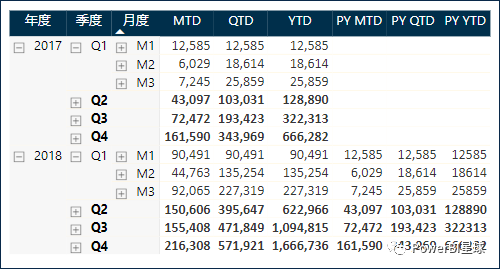 年度 季度 月度 MTD QTD YTD PY MTD PY QTD PY YTD
2017 Q1 M1 12,585 12,585 12,585
M2 6,029 18,614 18,614
M3 7,245 25,859 25,859
Q2 43,097 103,031 128,890
Q3 72,472 193,423 322,313
Q4 161,590 343,969 666,282
2018 Q1 M1 90,491 90,491 90,491 12,585 12,585 12585
M2 44,763 135,254 135,254 6,029 18,614 18614
M3 92,065 227,319 227,319 7,245 25,859 25859
Q2 150,606 395,647 622,966 43,097 103,031 128890
Q3 155,408 471,849 1,094,815 72,472 193,423 322313
Q4 216,308 571,921 1,666,736 161,590
PowerBI星球